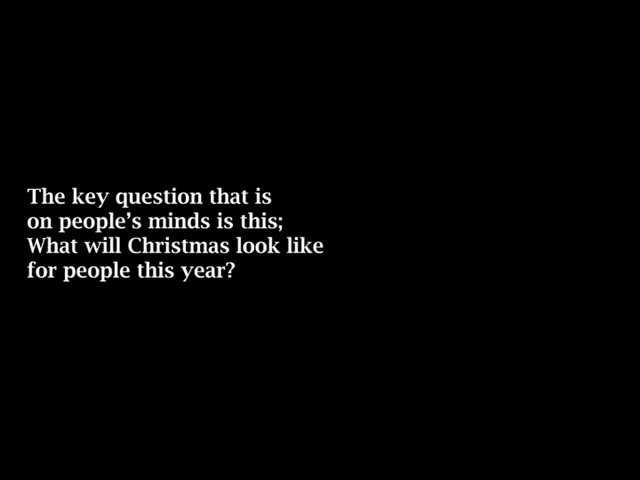 The key question that is
on people’s minds is this;
What will Christmas look like
for people this year?